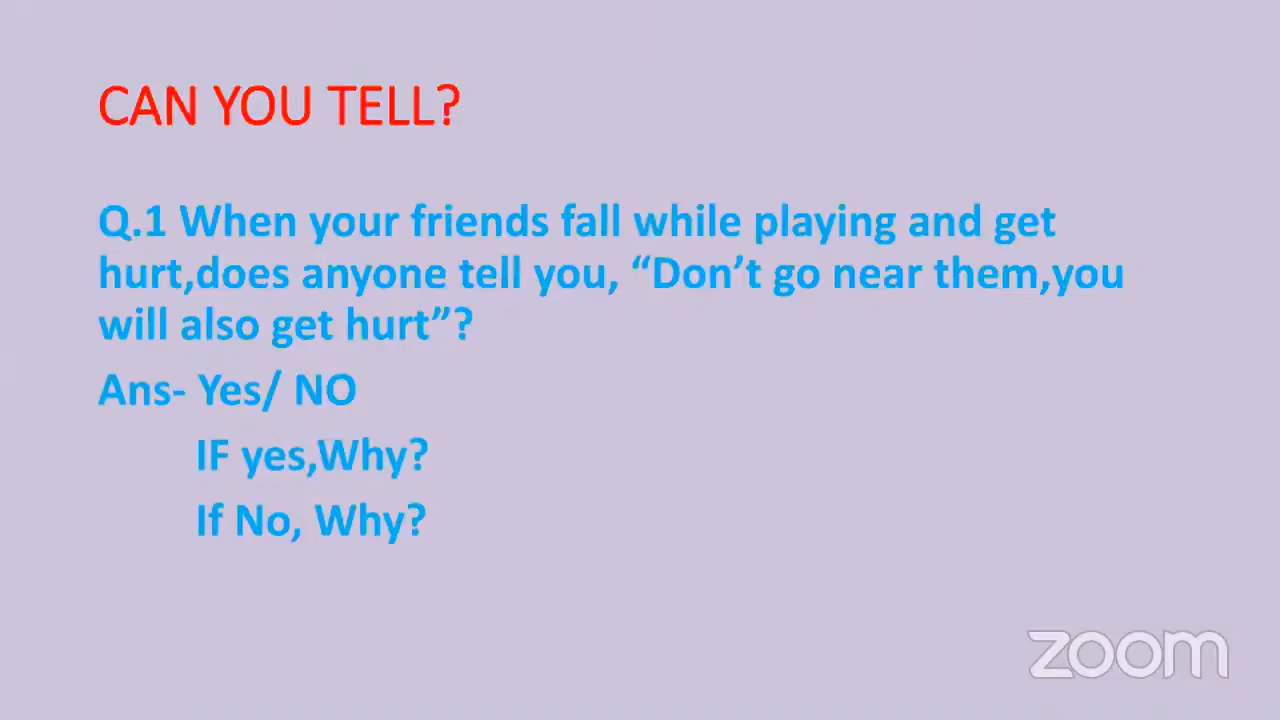 CAN YOU TELL?
Q.1 When your friends fall while playing and get
hurt,does anyone tell you, “Don’t go near them,you
will also get hurt”?
Ans- Yes/ NO
IF yes,Why?
If No, Why?
zoom